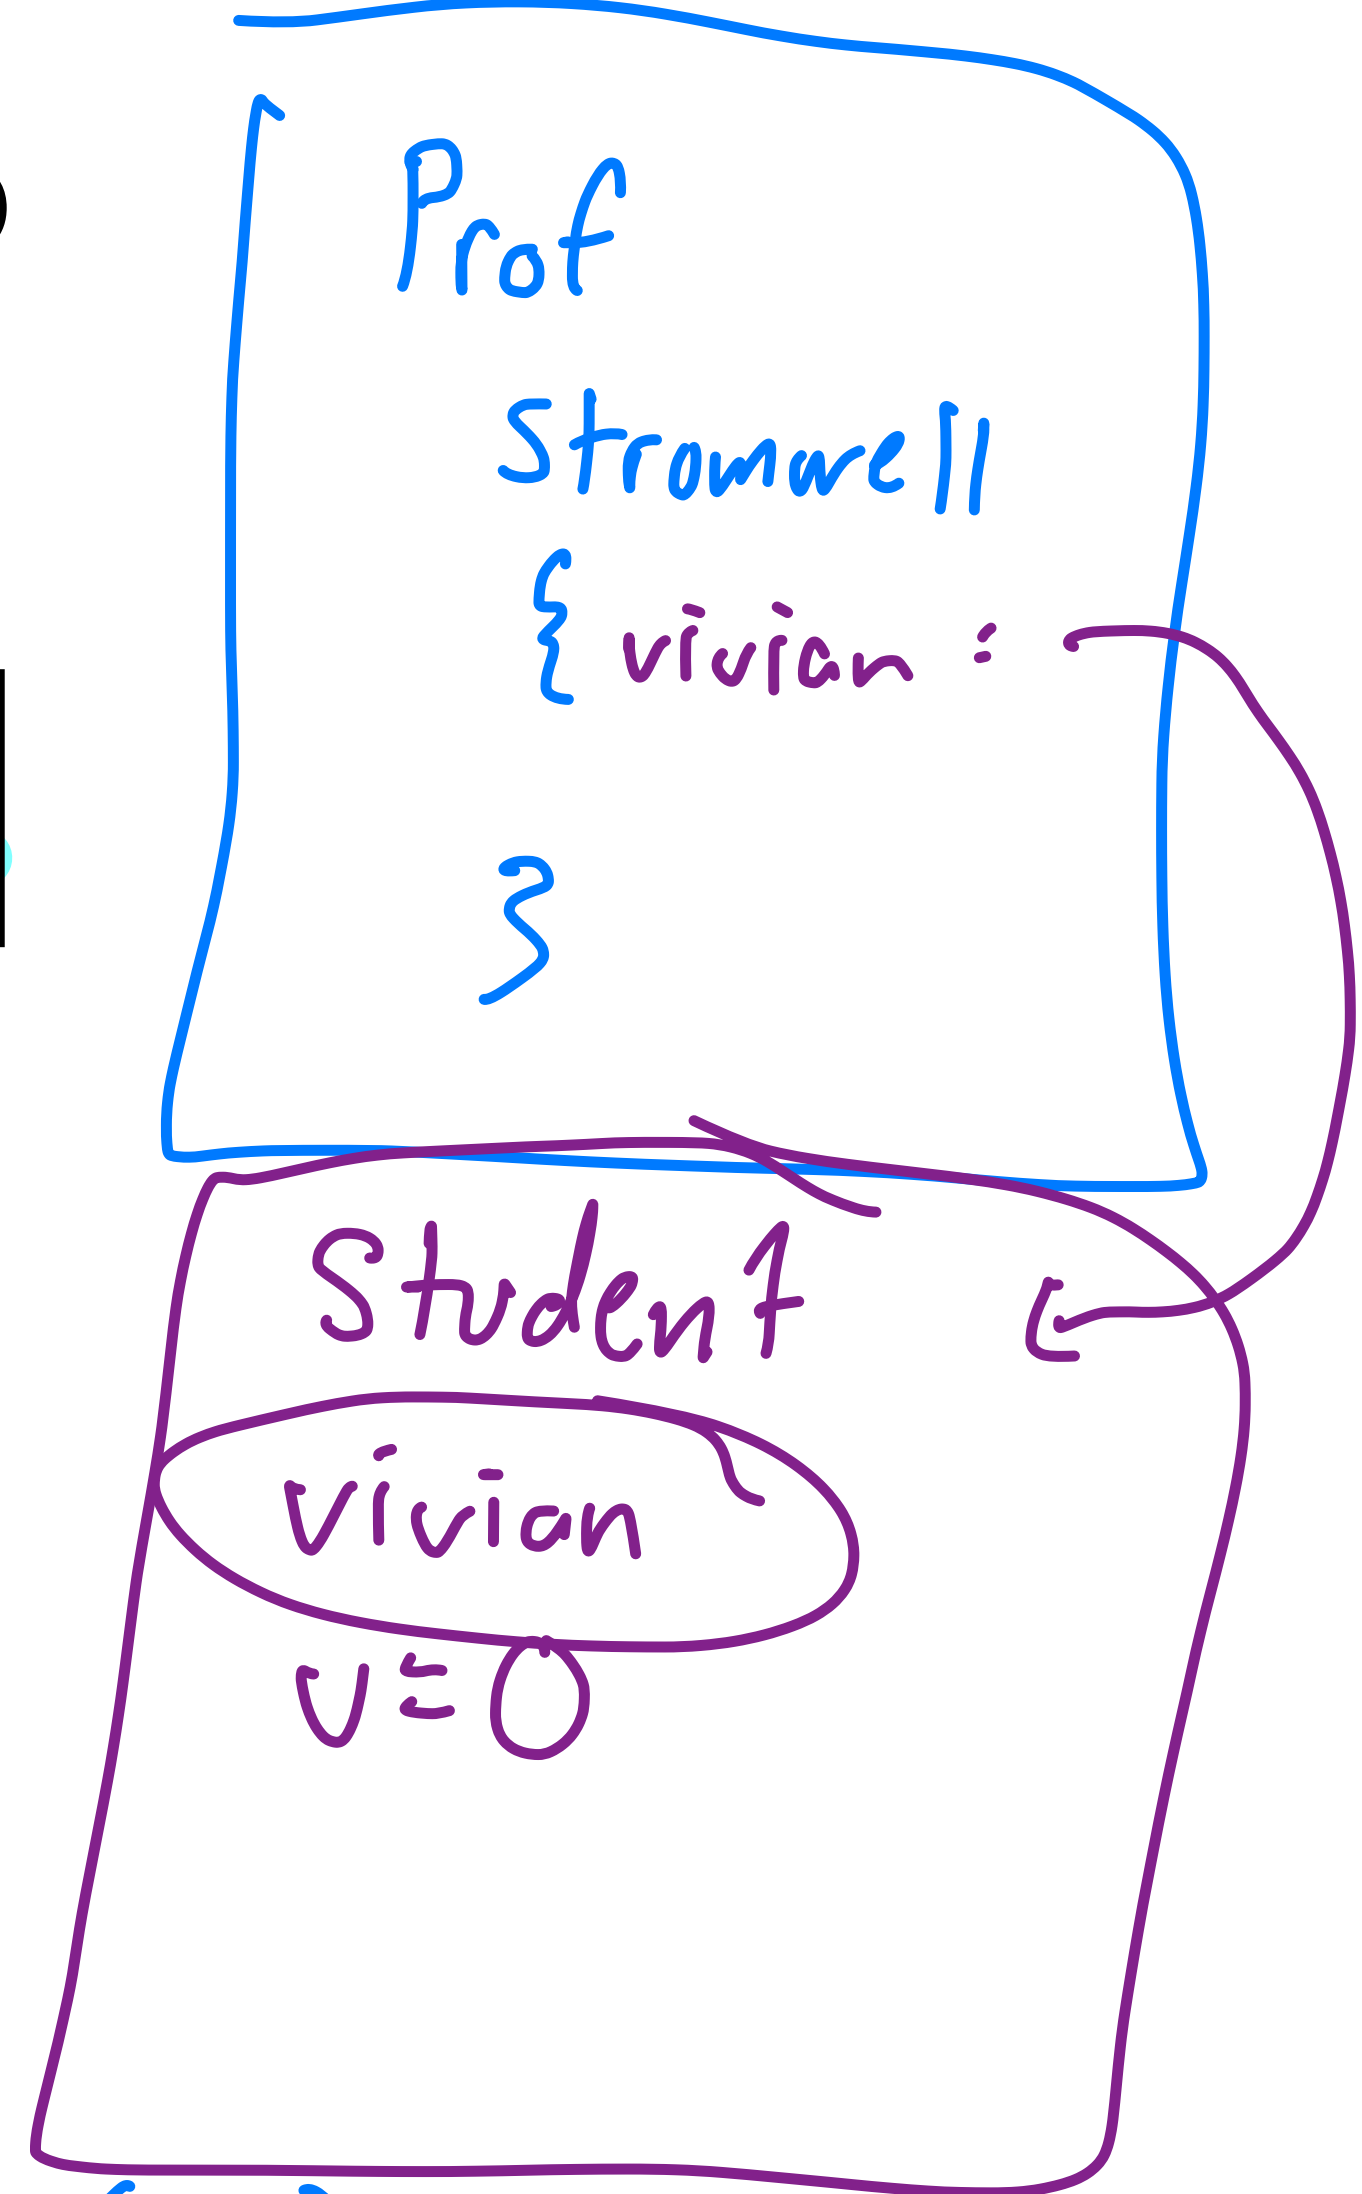 Prof
Stromwell
{ vivian :
}
Student
vivian
v = 0